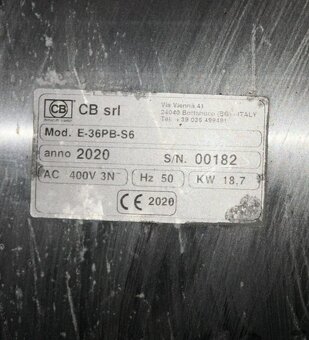 CB CB srl
Via Vienna, 41
24040 Bottanuco (BG) - ITALY
Mod. E-36PB-S6
anno 2020 S/N. 00182
AC 400V 3N Hz 50 KW 18,7
CE 2020